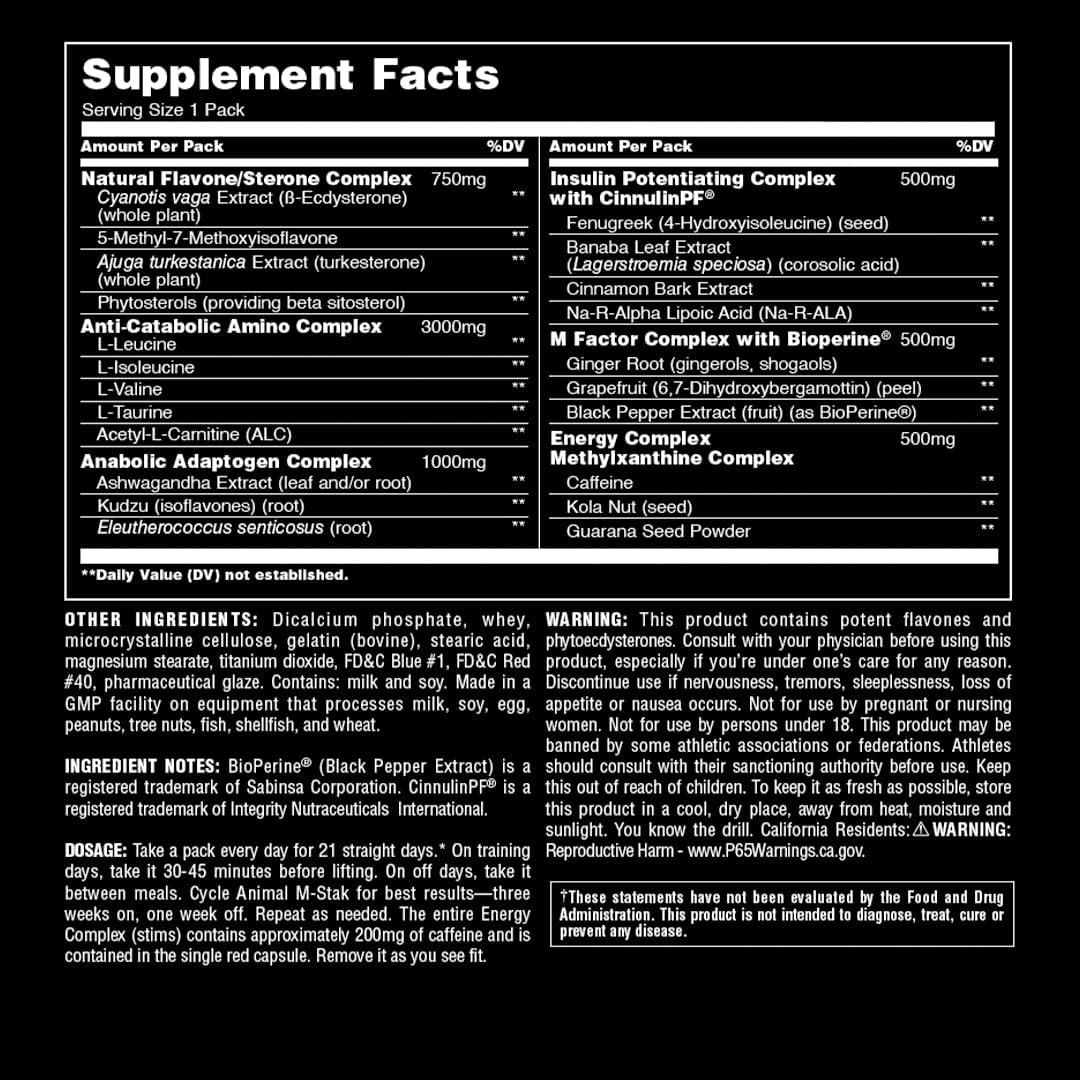 Supplement Facts
Serving Size 1 Pack
Amount Per Pack %DV
Natural Flavone/Sterone Complex 750mg
Cyanotis vaga Extract (ß-Ecdysterone) **
(whole plant)
5-Methyl-7-Methoxyisoflavone **
Ajuga turkestanica Extract (turkesterone) **
(whole plant)
Phytosterols (providing beta sitosterol) **
Anti-Catabolic Amino Complex 3000mg
L-Leucine **
L-Isoleucine **
L-Valine **
L-Taurine **
Acetyl-L-Carnitine (ALC) **
Anabolic Adaptogen Complex 1000mg
Ashwagandha Extract (leaf and/or root) **
Kudzu (isoflavones) (root) **
Eleutherococcus senticosus (root) **
Amount Per Pack %DV
Insulin Potentiating Complex 500mg
with CinnulinPF®
Fenugreek (4-Hydroxyisoleucine) (seed) **
Banaba Leaf Extract **
(Lagerstroemia speciosa) (corosolic acid)
Cinnamon Bark Extract **
Na-R-Alpha Lipoic Acid (Na-R-ALA) **
M Factor Complex with Bioperine® 500mg
Ginger Root (gingerols, shogaols) **
Grapefruit (6,7-Dihydroxybergamottin) (peel) **
Black Pepper Extract (fruit) (as BioPerine®) **
Energy Complex 500mg
Methylxanthine Complex
Caffeine **
Kola Nut (seed) **
Guarana Seed Powder **
**Daily Value (DV) not established.
OTHER INGREDIENTS: Dicalcium phosphate, whey,
microcrystalline cellulose, gelatin (bovine), stearic acid,
magnesium stearate, titanium dioxide, FD&C Blue #1, FD&C Red
#40, pharmaceutical glaze. Contains: milk and soy. Made in a
GMP facility on equipment that processes milk, soy, egg,
peanuts, tree nuts, fish, shellfish, and wheat.
INGREDIENT NOTES: BioPerine® (Black Pepper Extract) is a
registered trademark of Sabinsa Corporation. CinnulinPF® is a
registered trademark of Integrity Nutraceuticals International.
DOSAGE: Take a pack every day for 21 straight days.* On training
days, take it 30-45 minutes before lifting. On off days, take it
between meals. Cycle Animal M-Stak for best results—three
weeks on, one week off. Repeat as needed. The entire Energy
Complex (stims) contains approximately 200mg of caffeine and is
contained in the single red capsule. Remove it as you see fit.
WARNING: This product contains potent flavones and
phytoecdysterones. Consult with your physician before using this
product, especially if you're under one's care for any reason.
Discontinue use if nervousness, tremors, sleeplessness, loss of
appetite or nausea occurs. Not for use by pregnant or nursing
women. Not for use by persons under 18. This product may be
banned by some athletic associations or federations. Athletes
should consult with their sanctioning authority before use. Keep
this out of reach of children. To keep it as fresh as possible, store
this product in a cool, dry place, away from heat, moisture and
sunlight. You know the drill. California Residents:⚠WARNING:
Reproductive Harm - www.P65Warnings.ca.gov.
†These statements have not been evaluated by the Food and Drug
Administration. This product is not intended to diagnose, treat, cure or
prevent any disease.